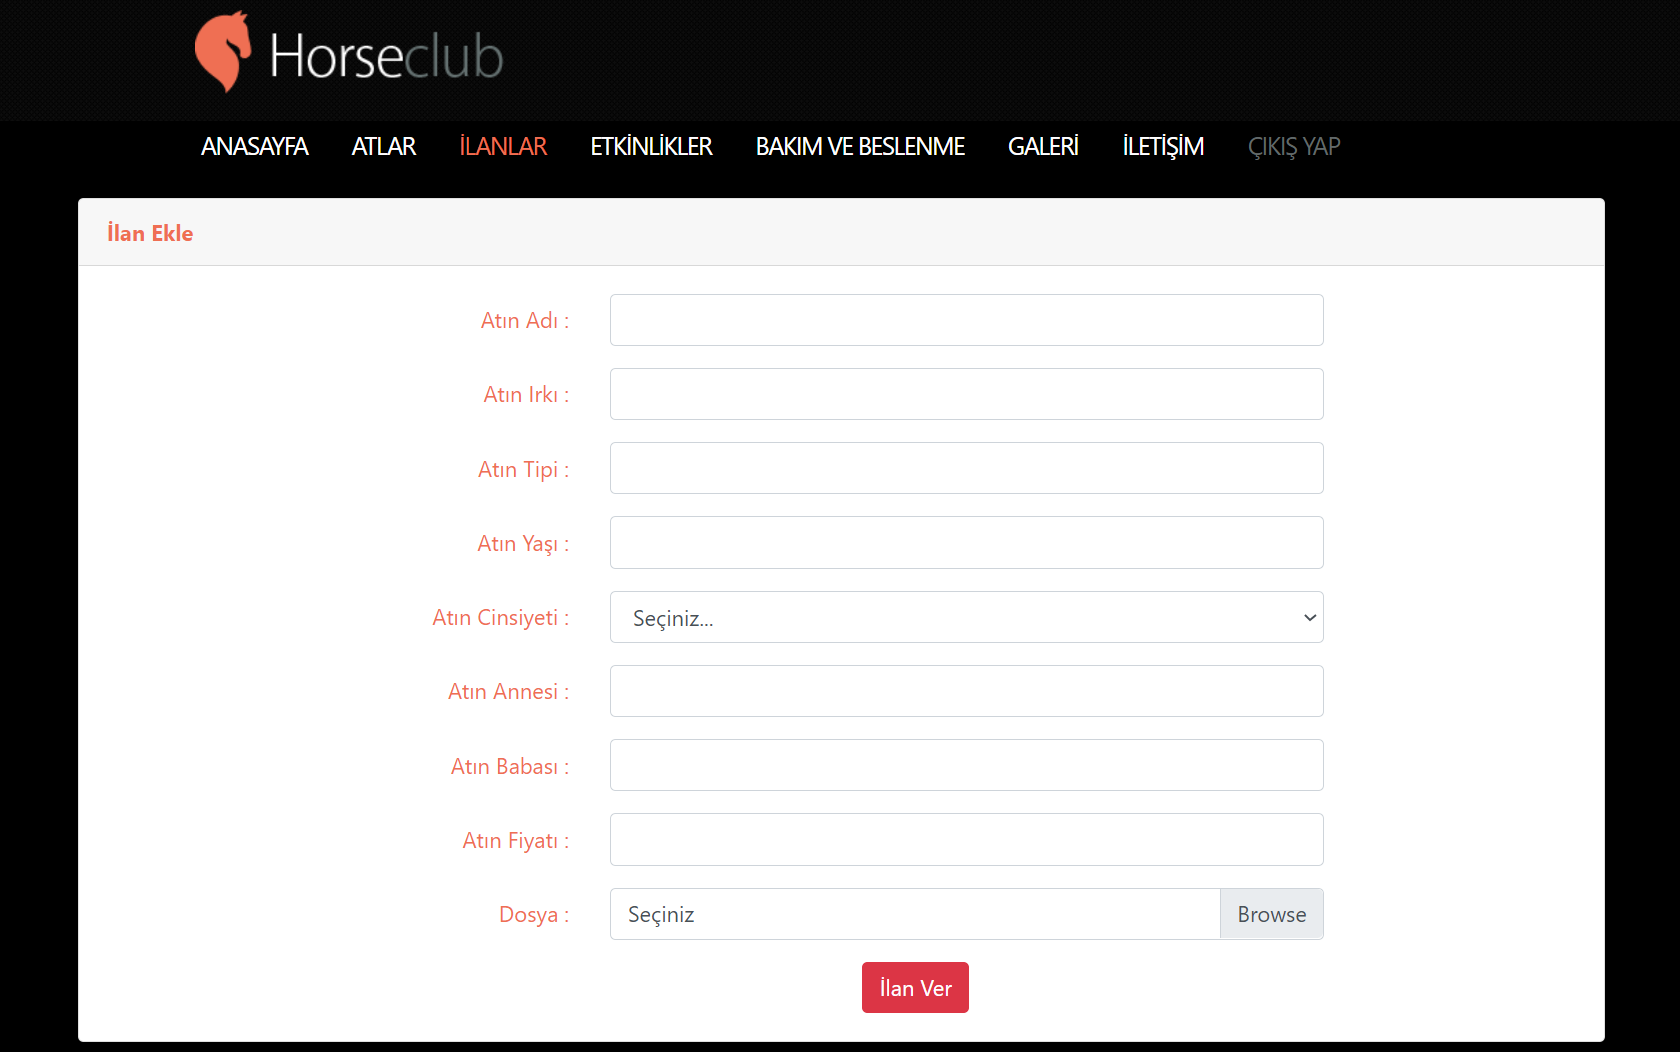 Horseclub
ANASAYFA ATLAR İLANLAR ETKİNLİKLER BAKIM VE BESLENME GALERİ İLETİŞİM ÇIKIŞ YAP
İlan Ekle
Atın Adı :
Atın Irkı :
Atın Tipi :
Atın Yaşı :
Atın Cinsiyeti : Seçiniz...
Atın Annesi :
Atın Babası :
Atın Fiyatı :
Dosya : Seçiniz Browse
İlan Ver